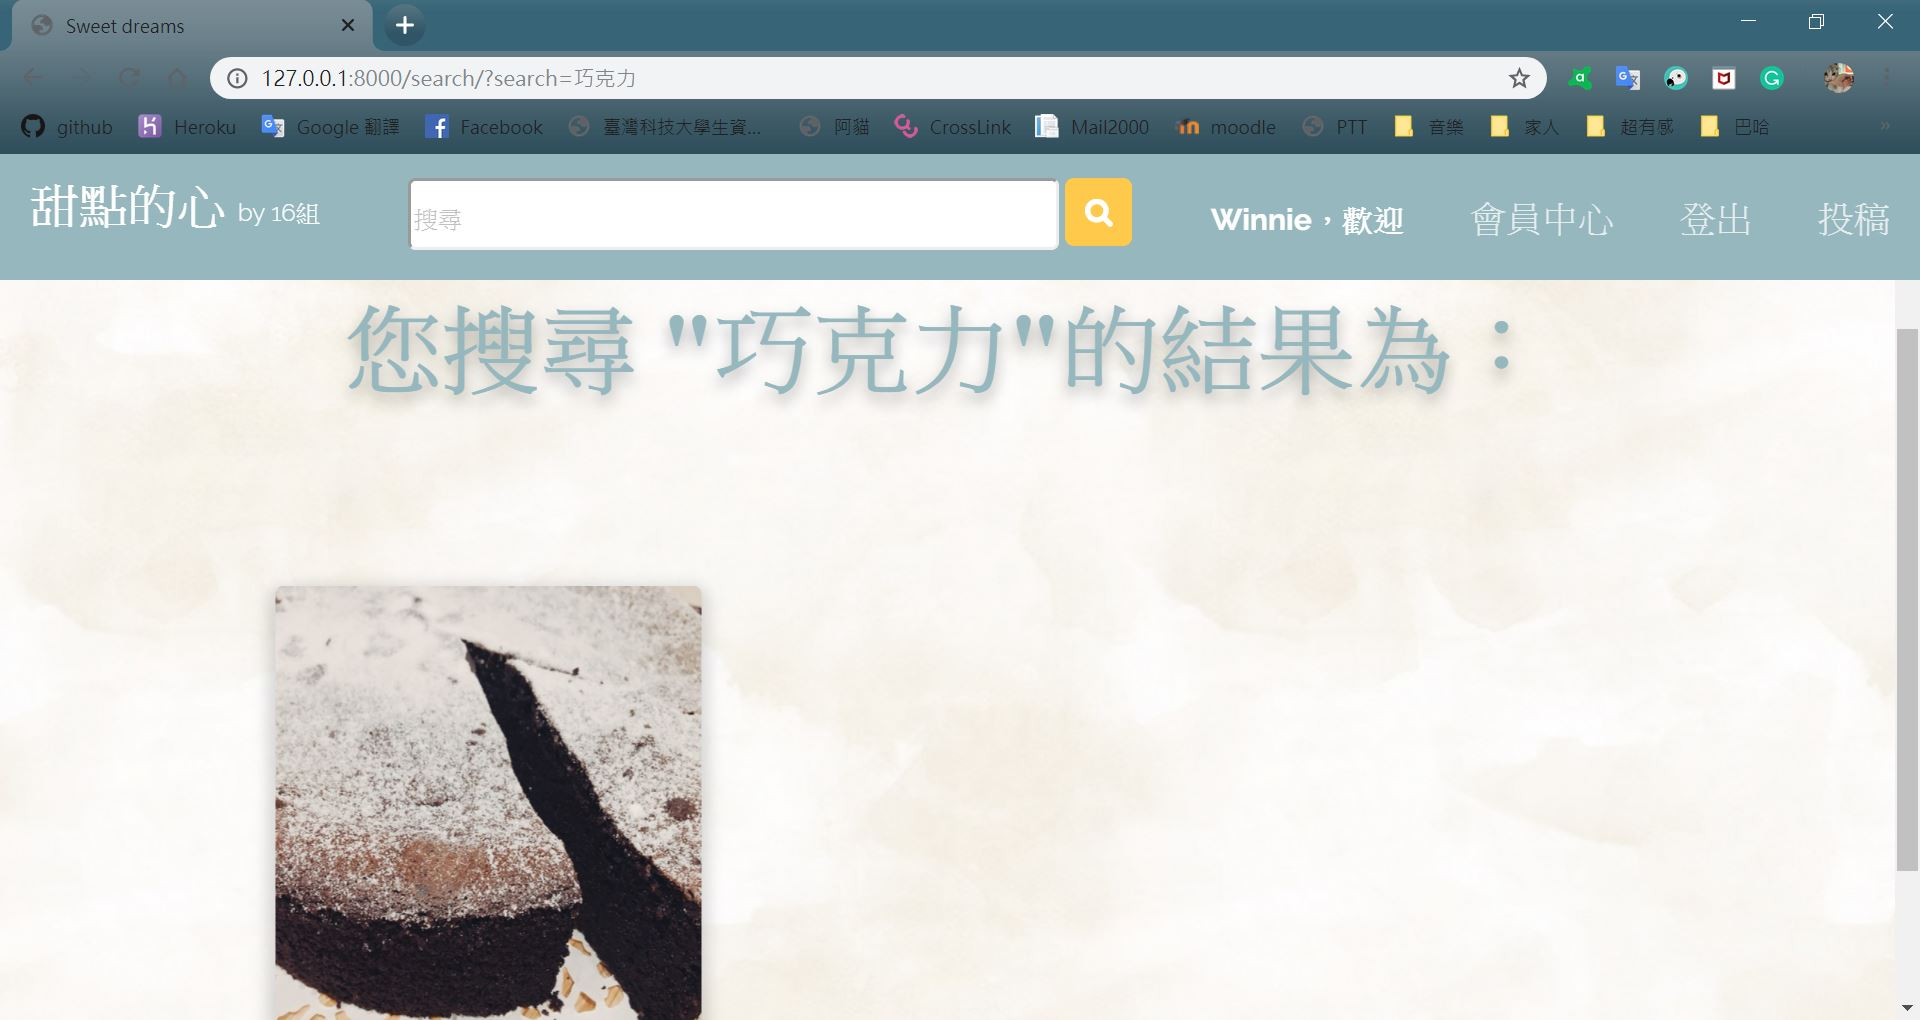 Sweet dreams
127.0.0.1:8000/search/?search=巧克力
github Heroku Google 翻譯 Facebook 臺灣科技大學生資... 阿貓 CrossLink Mail2000 moodle PTT 音樂 家人 超有感 巴哈 »
甜點的心 by 16組 搜尋 Winnie，歡迎 會員中心 登出 投稿
您搜尋 "巧克力"的結果為：